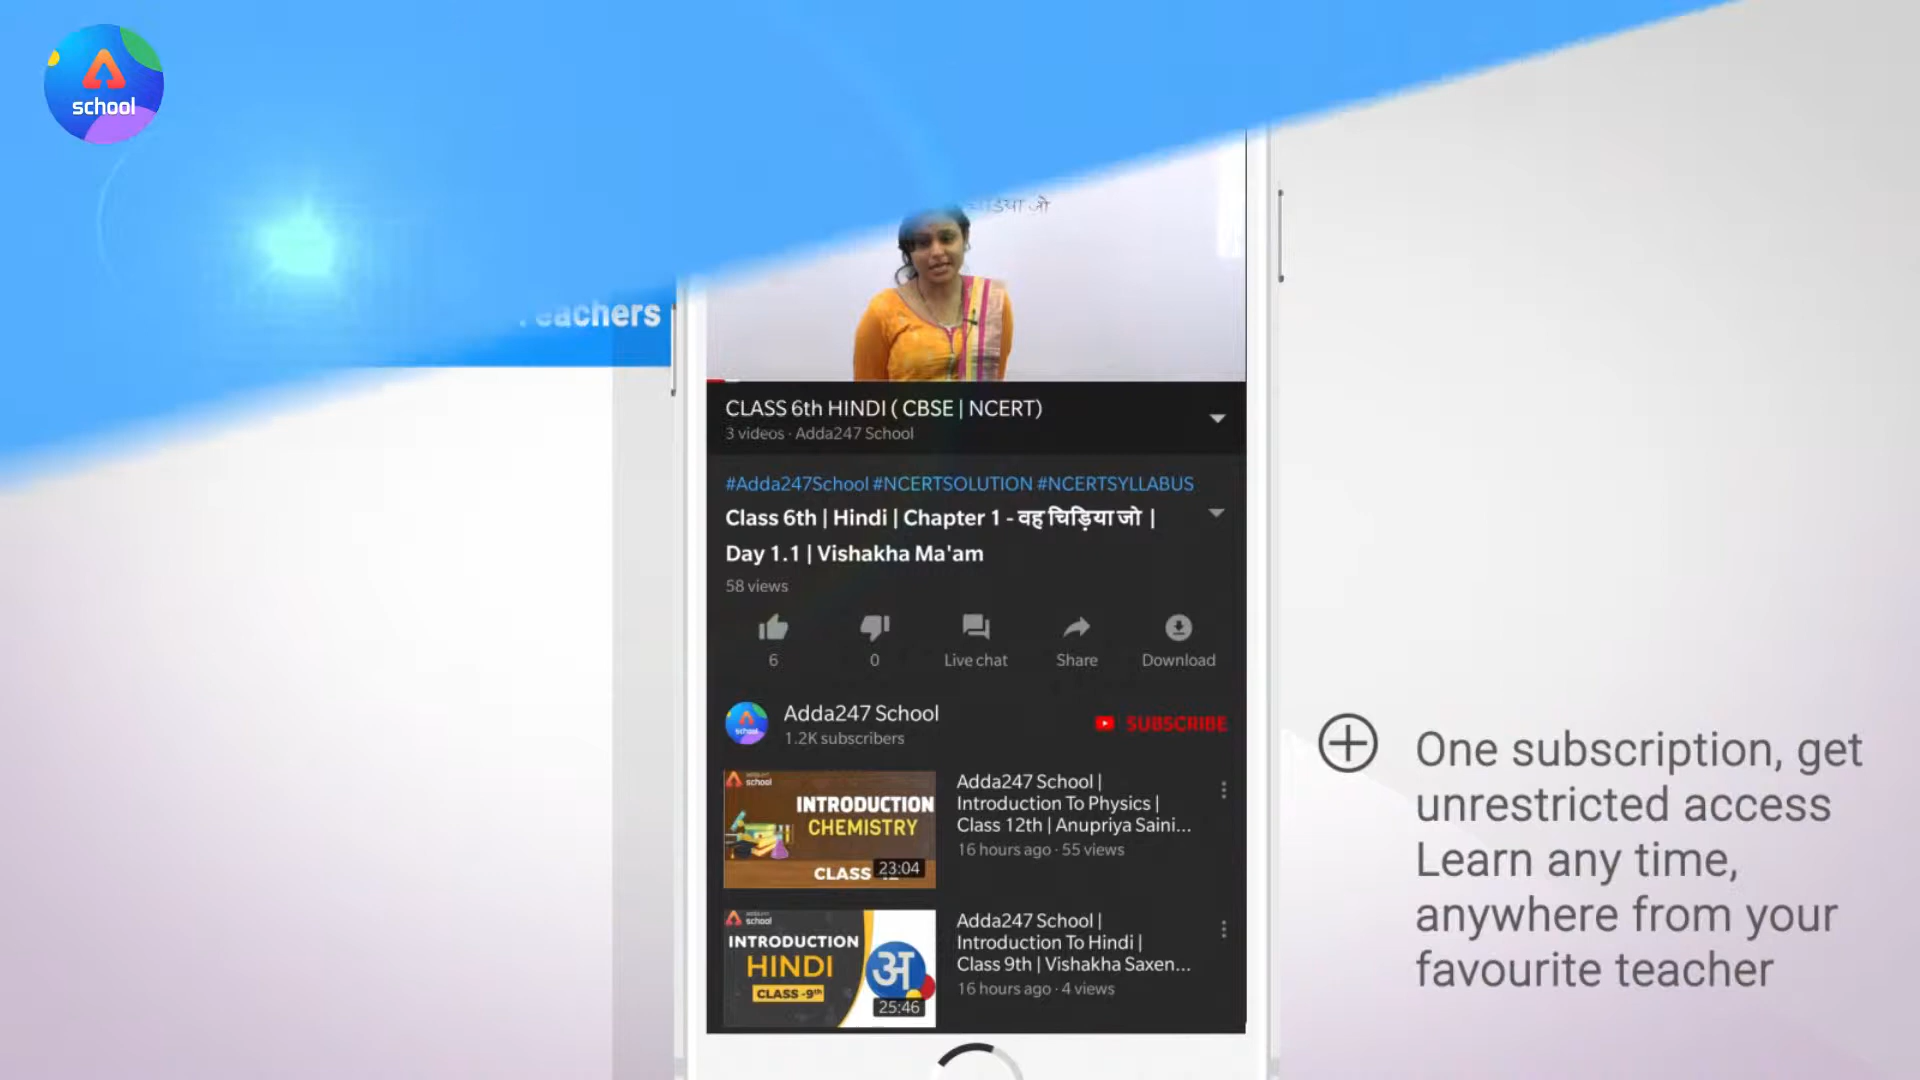 school
चिड़िया जो
CLASS 6th HINDI ( CBSE | NCERT)
3 videos · Adda247 School
#Adda247School #NCERTSOLUTION #NCERTSYLLABUS
Class 6th | Hindi | Chapter 1 - वह चिड़िया जो |
Day 1.1 | Vishakha Ma'am
58 views
6
0
Live chat
Share
Download
Adda247 School
1.2K subscribers
SUBSCRIBE
school
school
INTRODUCTION
CHEMISTRY
CLASS
23:04
Adda247 School |
Introduction To Physics |
Class 12th | Anupriya Saini...
16 hours ago · 55 views
school
INTRODUCTION
HINDI
CLASS -9th
अ
25:46
Adda247 School |
Introduction To Hindi |
Class 9th | Vishakha Saxen...
16 hours ago · 4 views
One subscription, get
unrestricted access
Learn any time,
anywhere from your
favourite teacher